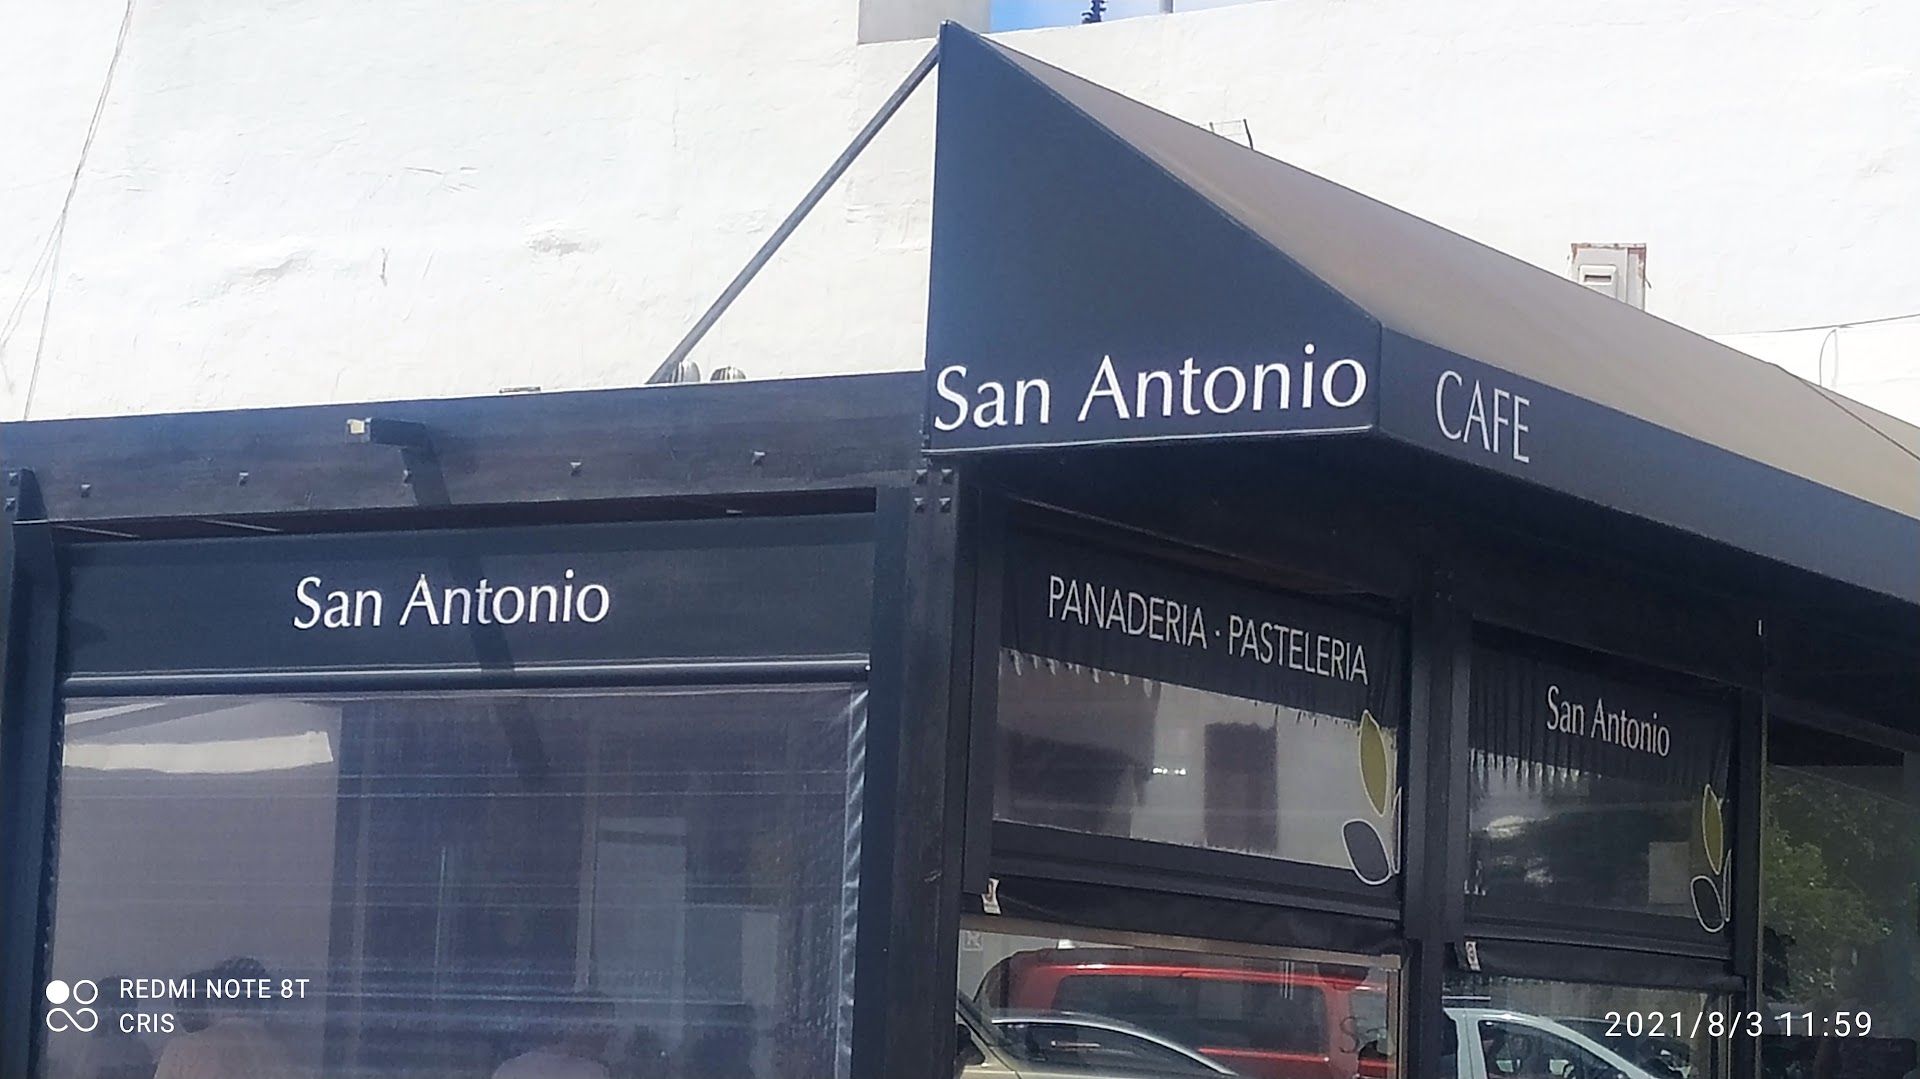 San Antonio
CAFE
San Antonio
PANADERIA · PASTELERIA
San Antonio
REDMI NOTE 8T
CRIS
2021/8/3 11:59